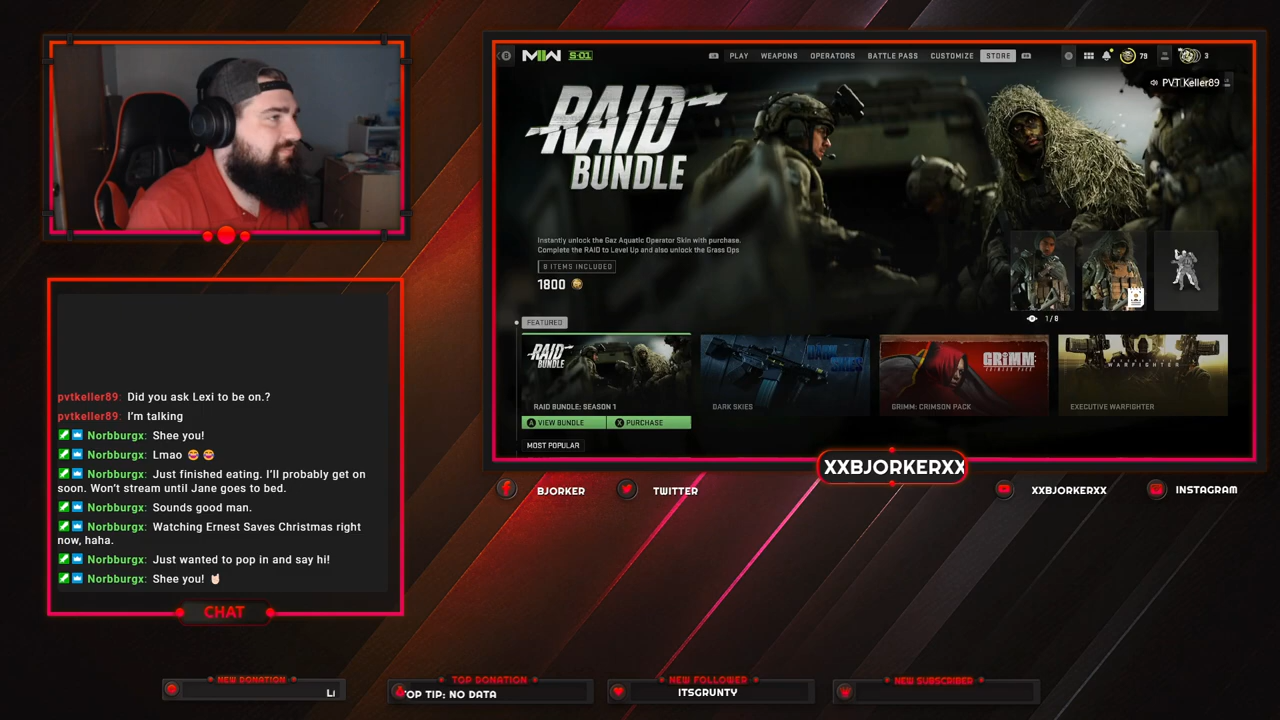 MW S·01 PLAY WEAPONS OPERATORS BATTLE PASS CUSTOMIZE STORE 79 3
PVT Keller89
RAID
BUNDLE
Instantly unlock the Gaz Aquatic Operator Skin with purchase.
Complete the RAID to Level Up and also unlock the Grass Ops
8 ITEMS INCLUDED
1800
1/8
FEATURED
RAID
BUNDLE
GRIMM:
CRIMSON PACK
WARFIGHTER
RAID BUNDLE: SEASON 1
DARK SKIES
GRIMM: CRIMSON PACK
EXECUTIVE WARFIGHTER
A VIEW BUNDLE X PURCHASE
MOST POPULAR
XXBJORKERXX
BJORKER
TWITTER
XXBJORKERXX
INSTAGRAM
pvtkeller89: Did you ask Lexi to be on.?
pvtkeller89: I'm talking
Norbburgx: Shee you!
Norbburgx: Lmao 
Norbburgx: Just finished eating. I'll probably get on
soon. Won't stream until Jane goes to bed.
Norbburgx: Sounds good man.
Norbburgx: Watching Ernest Saves Christmas right
now, haha.
Norbburgx: Just wanted to pop in and say hi!
Norbburgx: Shee you! 
CHAT
NEW DONATION
TOP DONATION
TOP TIP: NO DATA
NEW FOLLOWER
ITSGRUNTY
NEW SUBSCRIBER